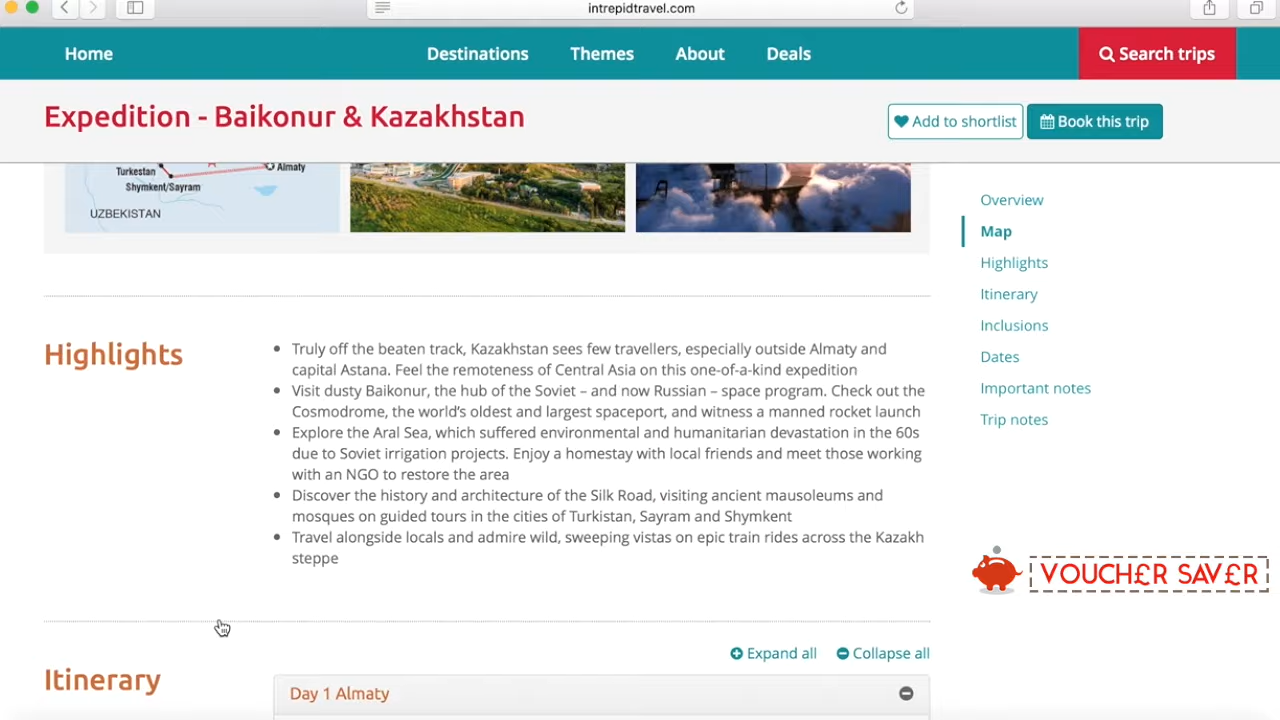 intrepidtravel.com
Home
Destinations
Themes
About
Deals
Search trips
Expedition - Baikonur & Kazakhstan
Add to shortlist
Book this trip
Turkestan
Almaty
Shymkent/Sayram
UZBEKISTAN
Overview
Map
Highlights
Itinerary
Inclusions
Dates
Important notes
Trip notes
Highlights
Truly off the beaten track, Kazakhstan sees few travellers, especially outside Almaty and
capital Astana. Feel the remoteness of Central Asia on this one-of-a-kind expedition
Visit dusty Baikonur, the hub of the Soviet – and now Russian – space program. Check out the
Cosmodrome, the world's oldest and largest spaceport, and witness a manned rocket launch
Explore the Aral Sea, which suffered environmental and humanitarian devastation in the 60s
due to Soviet irrigation projects. Enjoy a homestay with local friends and meet those working
with an NGO to restore the area
Discover the history and architecture of the Silk Road, visiting ancient mausoleums and
mosques on guided tours in the cities of Turkistan, Sayram and Shymkent
Travel alongside locals and admire wild, sweeping vistas on epic train rides across the Kazakh
steppe
VOUCH£R SAV£R
Expand all
Collapse all
Itinerary
Day 1 Almaty